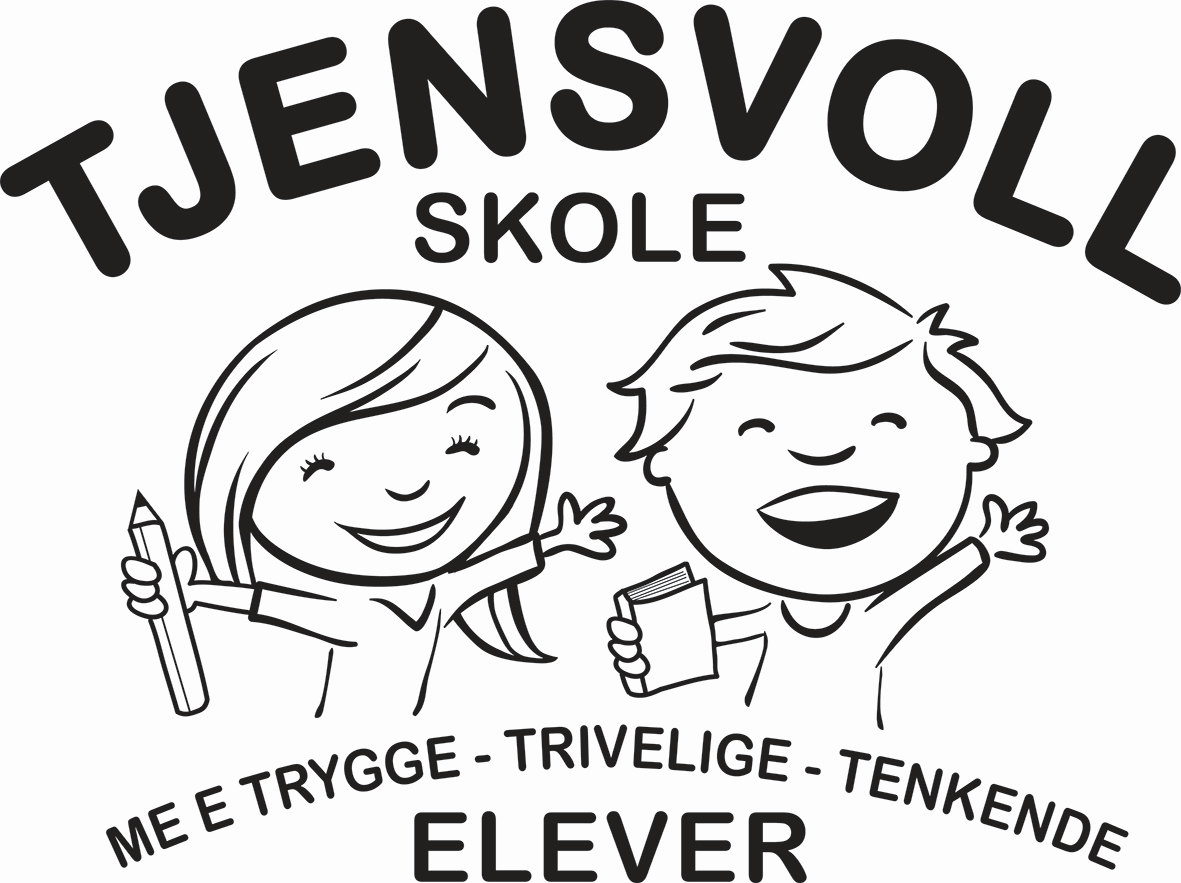 TJENSVOLL
SKOLE
ME E TRYGGE - TRIVELIGE - TENKENDE
ELEVER